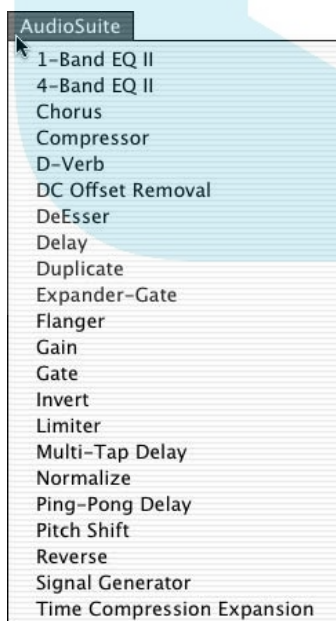 AudioSuite
1-Band EQ II
4-Band EQ II
Chorus
Compressor
D-Verb
DC Offset Removal
DeEsser
Delay
Duplicate
Expander-Gate
Flanger
Gain
Gate
Invert
Limiter
Multi-Tap Delay
Normalize
Ping-Pong Delay
Pitch Shift
Reverse
Signal Generator
Time Compression Expansion